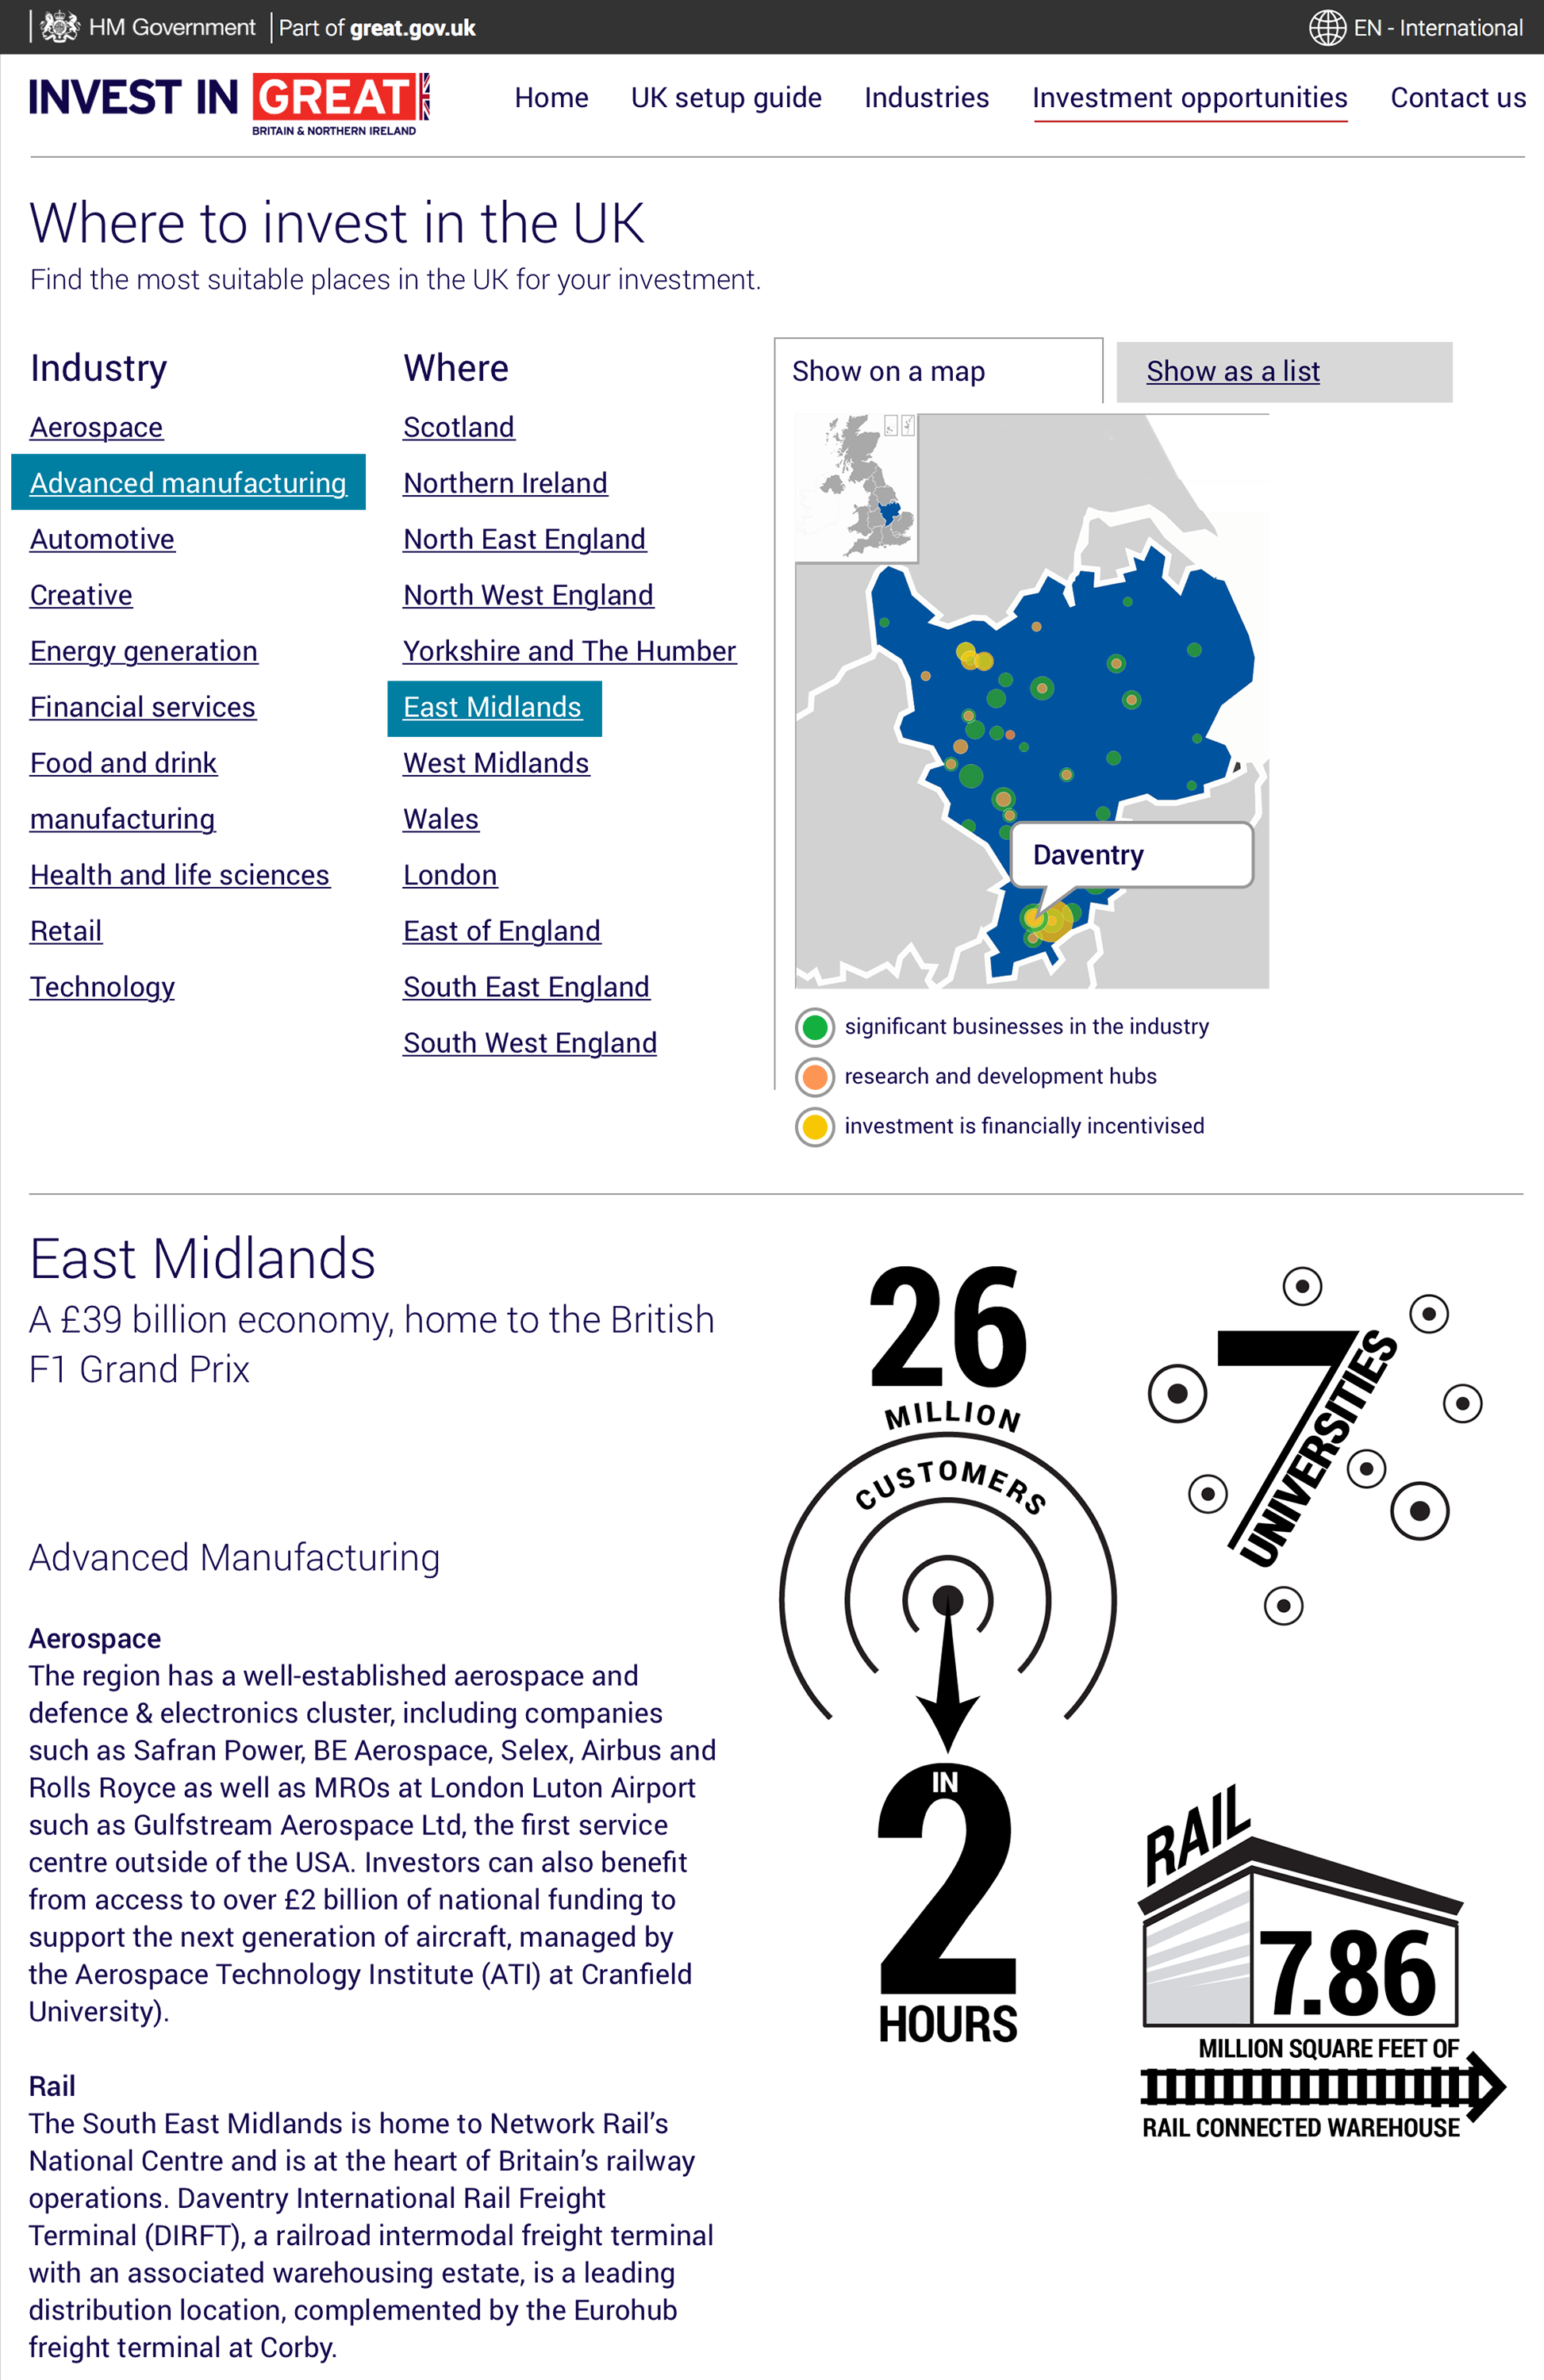 HM Government
Part of great.gov.uk
EN - International
INVEST IN GREAT
BRITAIN & NORTHERN IRELAND
Home
UK setup guide
Industries
Investment opportunities
Contact us
Where to invest in the UK
Find the most suitable places in the UK for your investment.
Industry
Aerospace
Advanced manufacturing
Automotive
Creative
Energy generation
Financial services
Food and drink
manufacturing
Health and life sciences
Retail
Technology
Where
Scotland
Northern Ireland
North East England
North West England
Yorkshire and The Humber
East Midlands
West Midlands
Wales
London
East of England
South East England
South West England
Show on a map
Show as a list
Daventry
significant businesses in the industry
research and development hubs
investment is financially incentivised
East Midlands
A £39 billion economy, home to the British
F1 Grand Prix
Advanced Manufacturing
Aerospace
The region has a well-established aerospace and
defence & electronics cluster, including companies
such as Safran Power, BE Aerospace, Selex, Airbus and
Rolls Royce as well as MROs at London Luton Airport
such as Gulfstream Aerospace Ltd, the first service
centre outside of the USA. Investors can also benefit
from access to over £2 billion of national funding to
support the next generation of aircraft, managed by
the Aerospace Technology Institute (ATI) at Cranfield
University).
Rail
The South East Midlands is home to Network Rail’s
National Centre and is at the heart of Britain’s railway
operations. Daventry International Rail Freight
Terminal (DIRFT), a railroad intermodal freight terminal
with an associated warehousing estate, is a leading
distribution location, complemented by the Eurohub
freight terminal at Corby.
26
MILLION
CUSTOMERS
IN
2
HOURS
7
UNIVERSITIES
RAIL
7.86
MILLION SQUARE FEET OF
RAIL CONNECTED WAREHOUSE